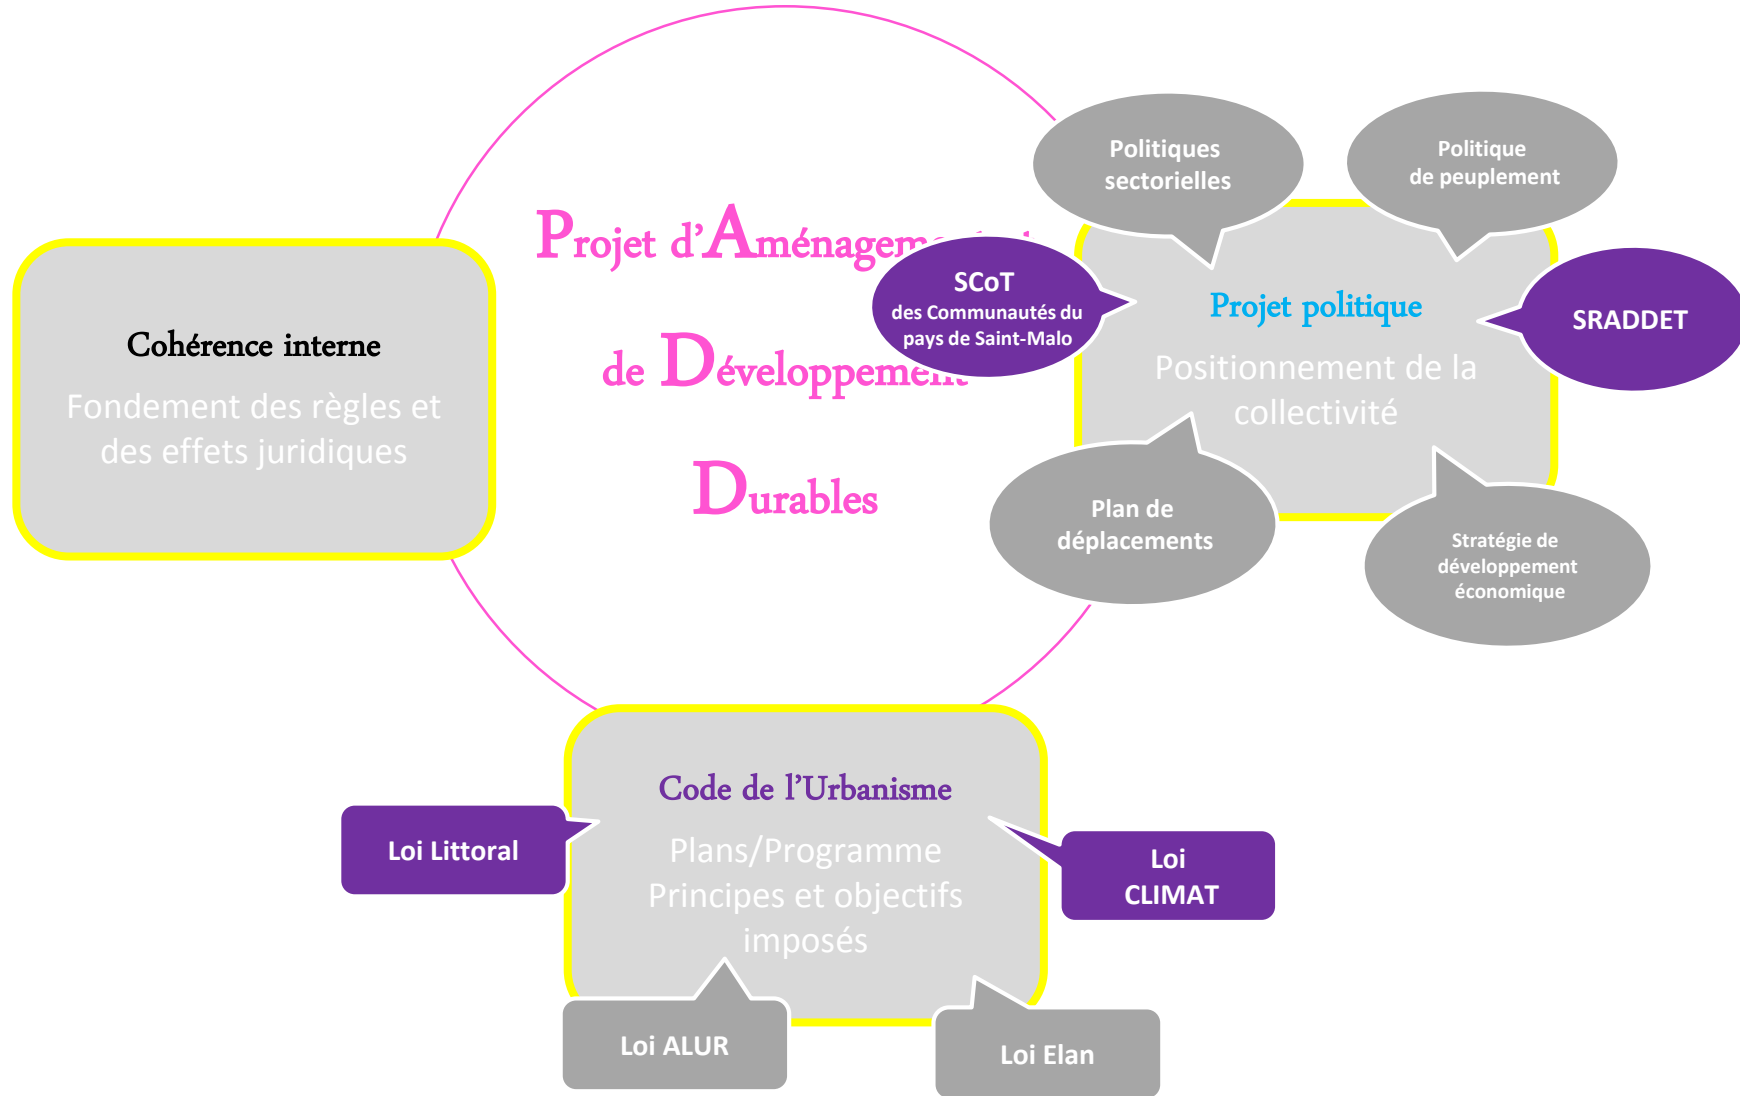 Projet d'Aménagement
de Développement
Durables
Cohérence interne
Fondement des règles et
des effets juridiques
Politiques
sectorielles
Politique
de peuplement
SCoT
des Communautés du
pays de Saint-Malo
Projet politique
Positionnement de la
collectivité
SRADDET
Plan de
déplacements
Stratégie de
développement
économique
Code de l'Urbanisme
Plans/Programme
Principes et objectifs
imposés
Loi Littoral
Loi
CLIMAT
Loi ALUR
Loi Elan